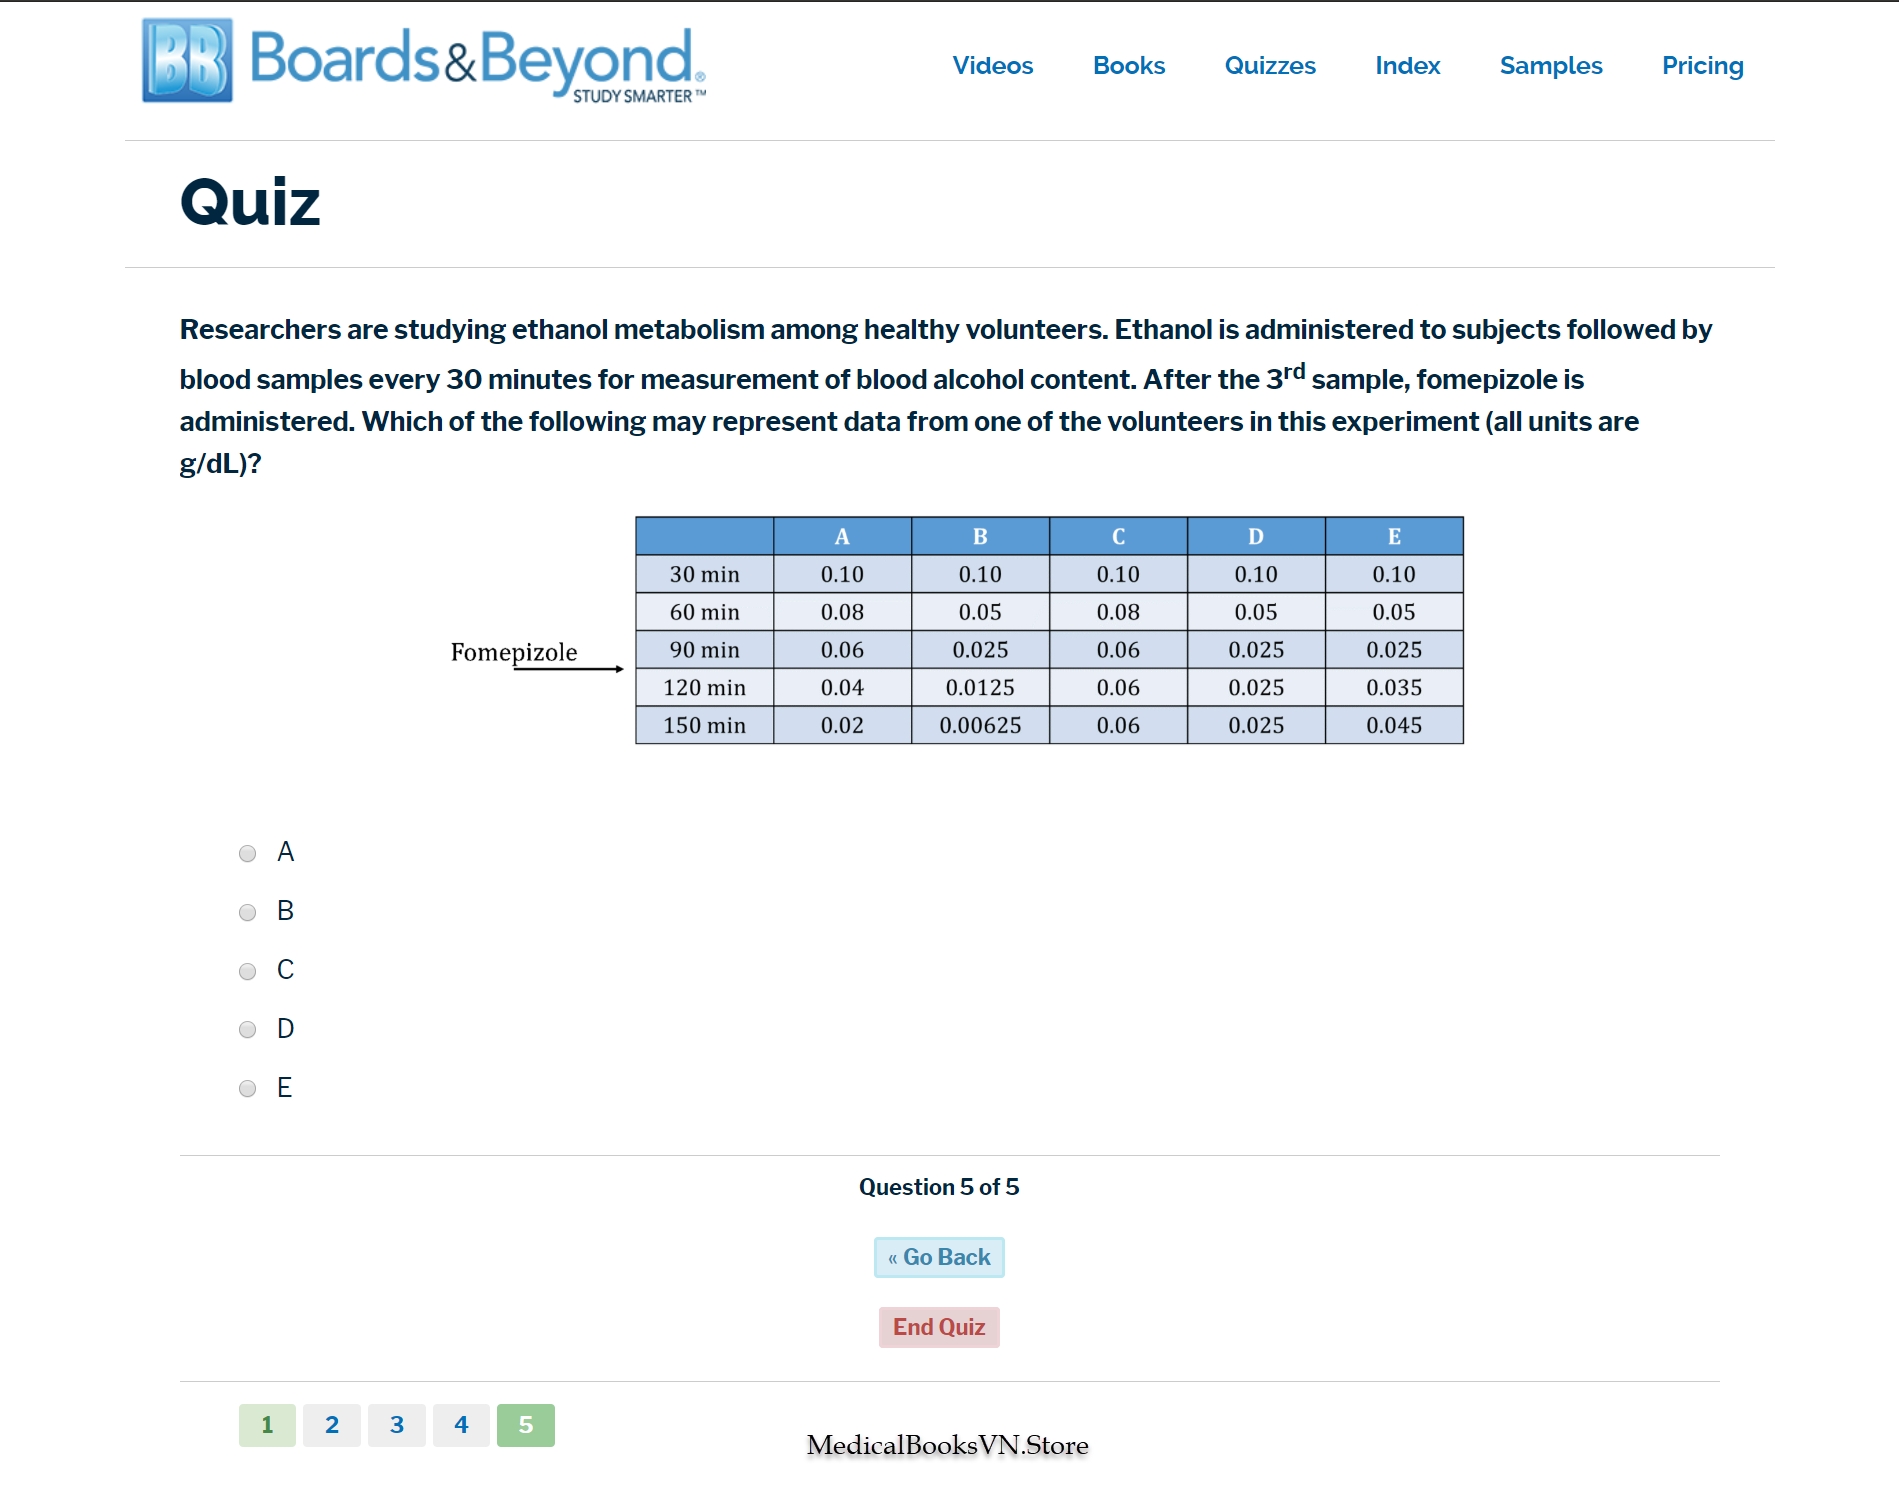 BB Boards&Beyond.®
STUDY SMARTER™
Videos Books Quizzes Index Samples Pricing
Quiz
Researchers are studying ethanol metabolism among healthy volunteers. Ethanol is administered to subjects followed by
blood samples every 30 minutes for measurement of blood alcohol content. After the 3rd sample, fomepizole is
administered. Which of the following may represent data from one of the volunteers in this experiment (all units are
g/dL)?
A B C D E
30 min 0.10 0.10 0.10 0.10 0.10
60 min 0.08 0.05 0.08 0.05 0.05
Fomepizole
90 min 0.06 0.025 0.06 0.025 0.025
120 min 0.04 0.0125 0.06 0.025 0.035
150 min 0.02 0.00625 0.06 0.025 0.045
A
B
C
D
E
Question 5 of 5
« Go Back
End Quiz
1 2 3 4 5
MedicalBooksVN.Store